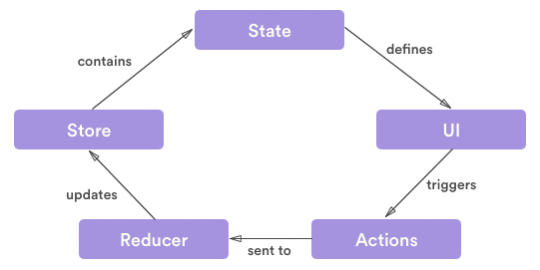 State
contains
defines
Store
UI
updates
triggers
Reducer
sent to
Actions